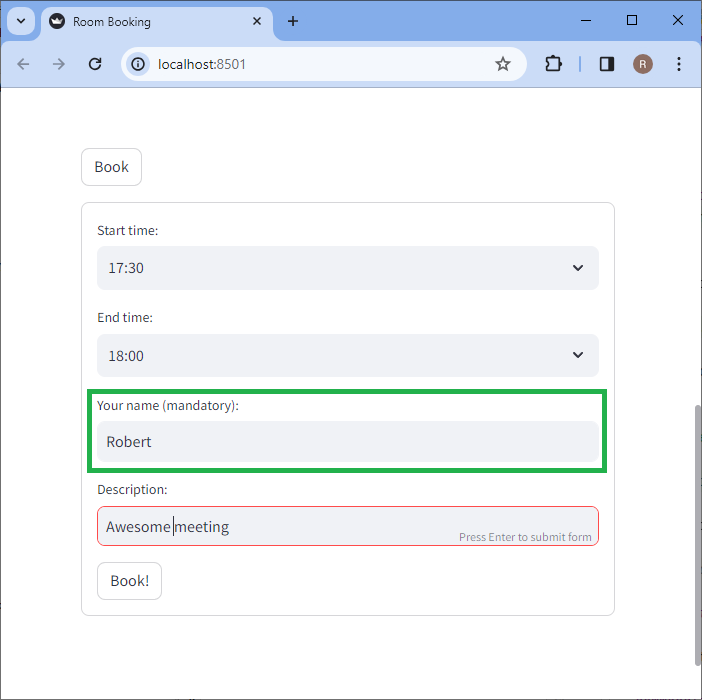 Room Booking
localhost:8501
R
Book
Start time:
17:30
End time:
18:00
Your name (mandatory):
Robert
Description:
Awesome meeting
Press Enter to submit form
Book!